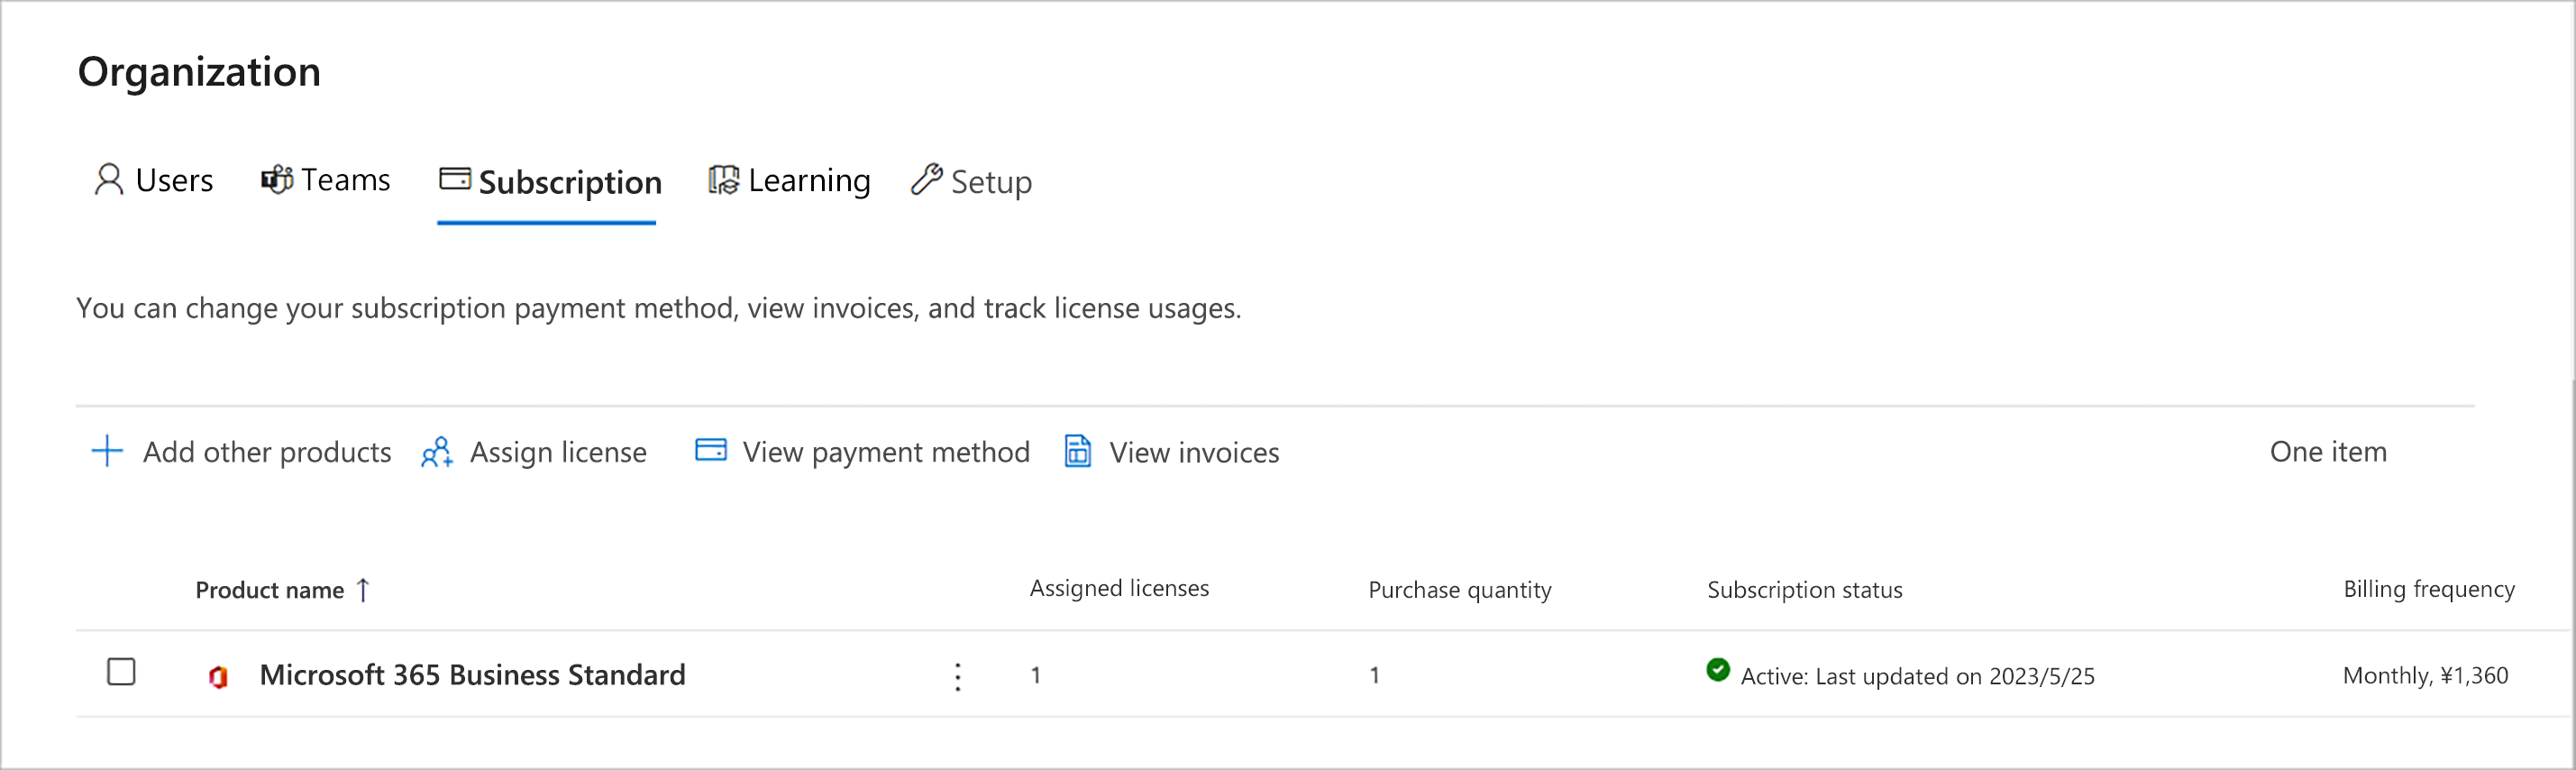 Organization
Users Teams Subscription Learning Setup
You can change your subscription payment method, view invoices, and track license usages.
Add other products Assign license View payment method View invoices One item
Product name ↑ Assigned licenses Purchase quantity Subscription status Billing frequency
Microsoft 365 Business Standard 1 1 Active: Last updated on 2023/5/25 Monthly, ¥1,360